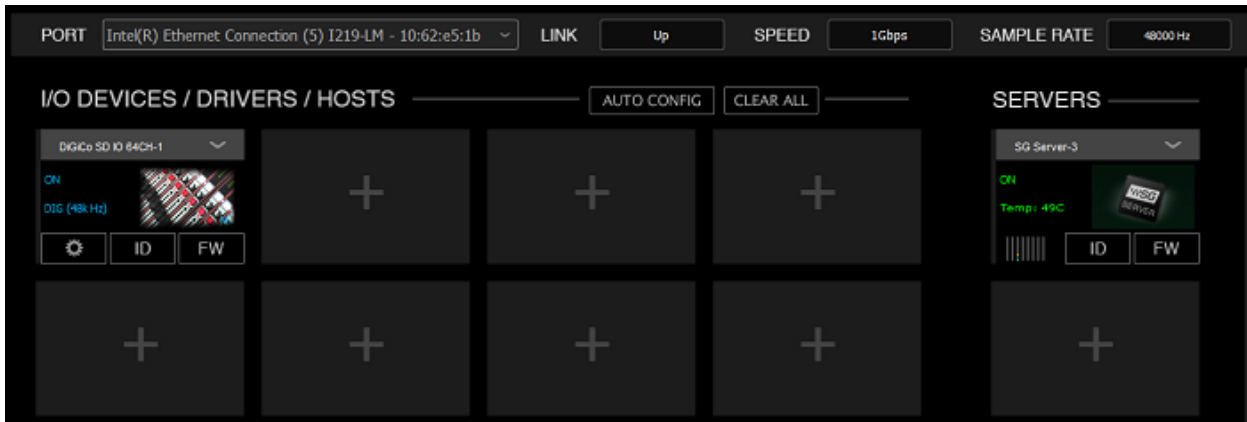 PORT Intel(R) Ethernet Connection (5) I219-LM - 10:62:e5:1b LINK Up SPEED 1Gbps SAMPLE RATE 48000 Hz
I/O DEVICES / DRIVERS / HOSTS AUTO CONFIG CLEAR ALL SERVERS
DiGiCo SD IO 64CH-1
ON
DIG (48k Hz)
ID FW
SG Server-3
ON
Temp: 49C
SG
SERVER
ID FW